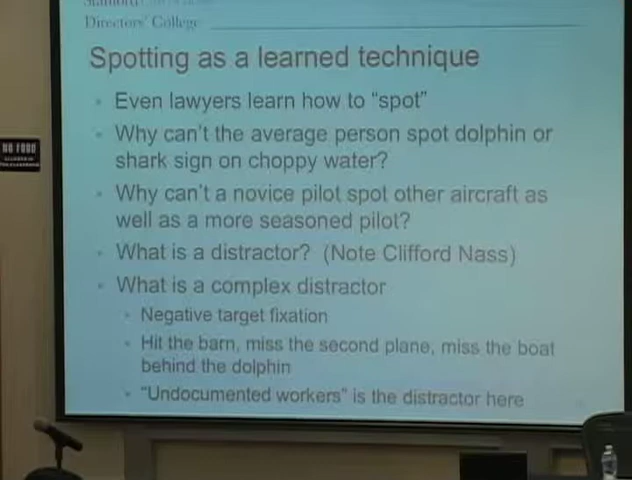 Stanford
Directors' College
Spotting as a learned technique
Even lawyers learn how to "spot"
Why can't the average person spot dolphin or
shark sign on choppy water?
Why can't a novice pilot spot other aircraft as
well as a more seasoned pilot?
What is a distractor? (Note Clifford Nass)
What is a complex distractor
Negative target fixation
Hit the barn, miss the second plane, miss the boat
behind the dolphin
"Undocumented workers" is the distractor here
NO FOOD